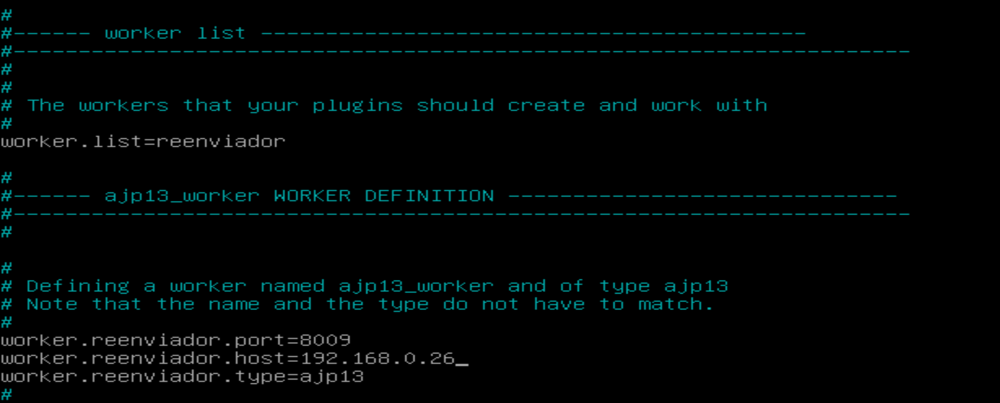 #
#------ worker list ------------------------------------------
#---------------------------------------------------------------------
#
#
# The workers that your plugins should create and work with
#
worker.list=reenviador
#
#------ ajp13_worker WORKER DEFINITION ------------------------------
#---------------------------------------------------------------------
#
#
# Defining a worker named ajp13_worker and of type ajp13
# Note that the name and the type do not have to match.
#
worker.reenviador.port=8009
worker.reenviador.host=192.168.0.26_
worker.reenviador.type=ajp13
#